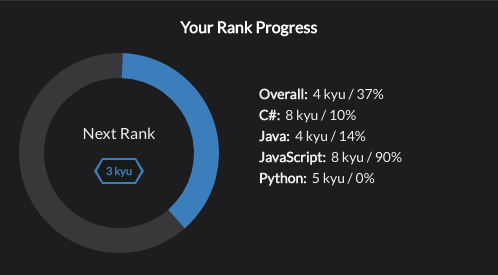 Your Rank Progress
Next Rank
3 kyu
Overall: 4 kyu / 37%
C#: 8 kyu / 10%
Java: 4 kyu / 14%
JavaScript: 8 kyu / 90%
Python: 5 kyu / 0%